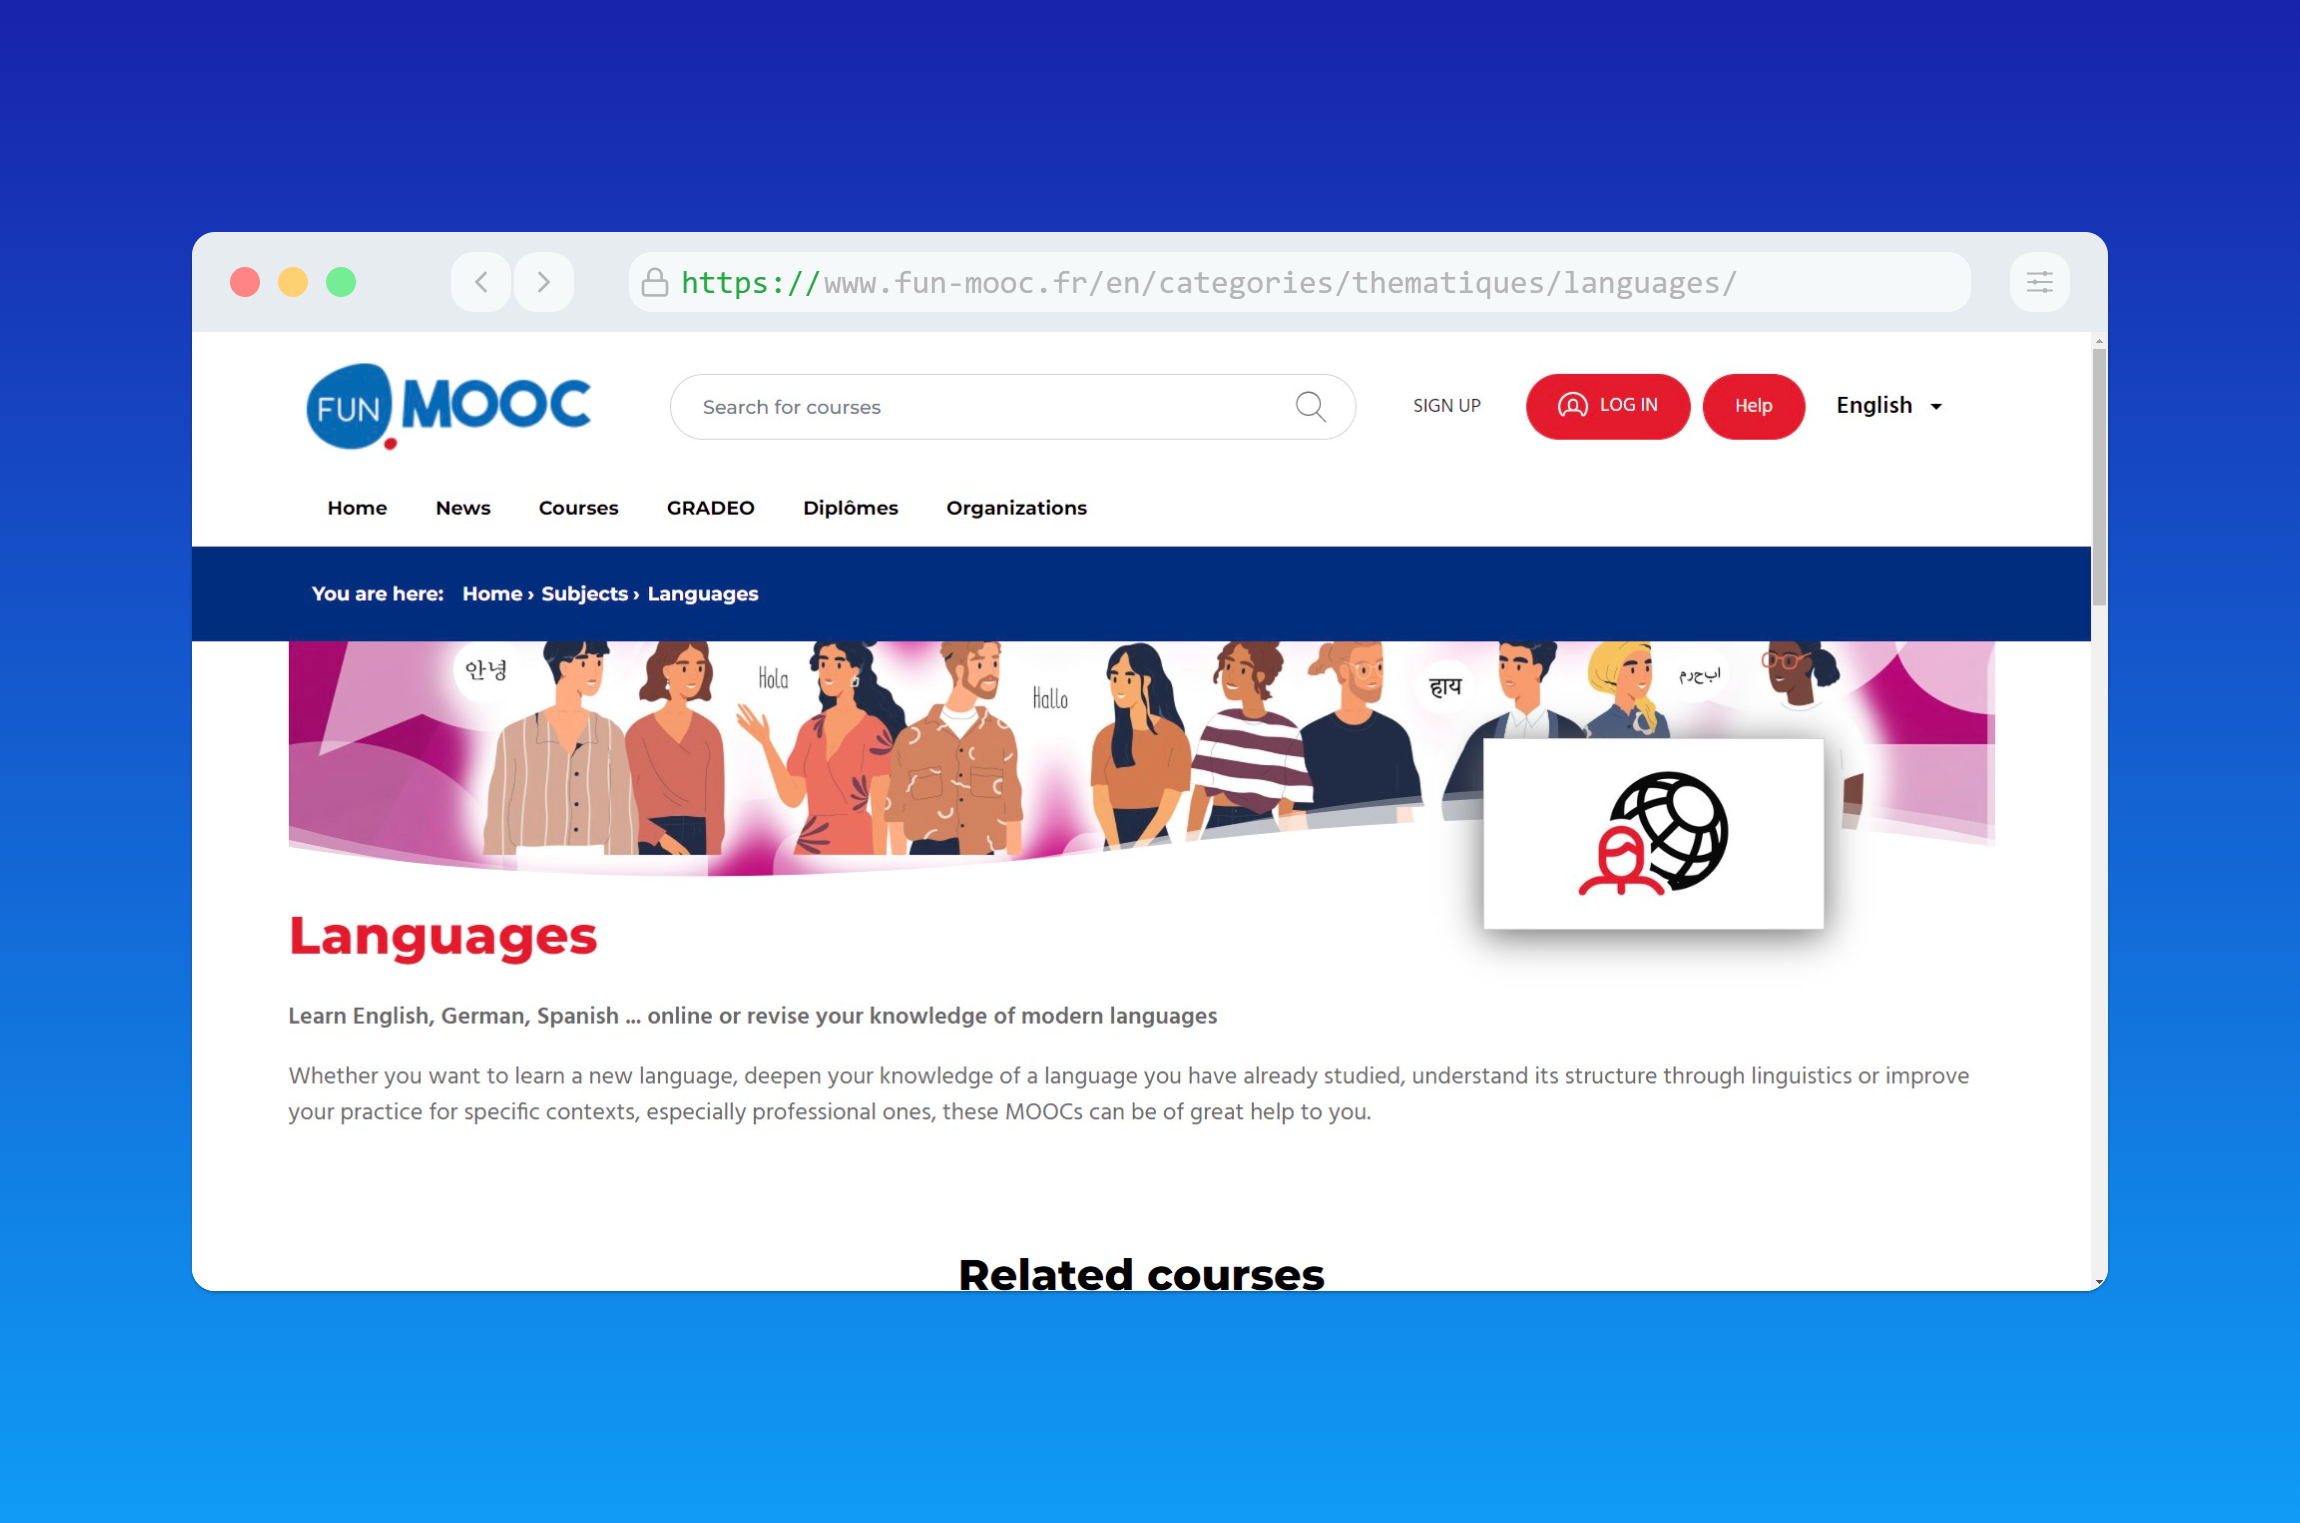 https://www.fun-mooc.fr/en/categories/thematiques/languages/
FUN MOOC
Search for courses
SIGN UP
LOG IN
Help
English
Home News Courses GRADEO Diplômes Organizations
You are here: Home › Subjects › Languages
안녕
Hola
Hallo
हाय
ابحرم
Languages
Learn English, German, Spanish ... online or revise your knowledge of modern languages
Whether you want to learn a new language, deepen your knowledge of a language you have already studied, understand its structure through linguistics or improve
your practice for specific contexts, especially professional ones, these MOOCs can be of great help to you.
Related courses